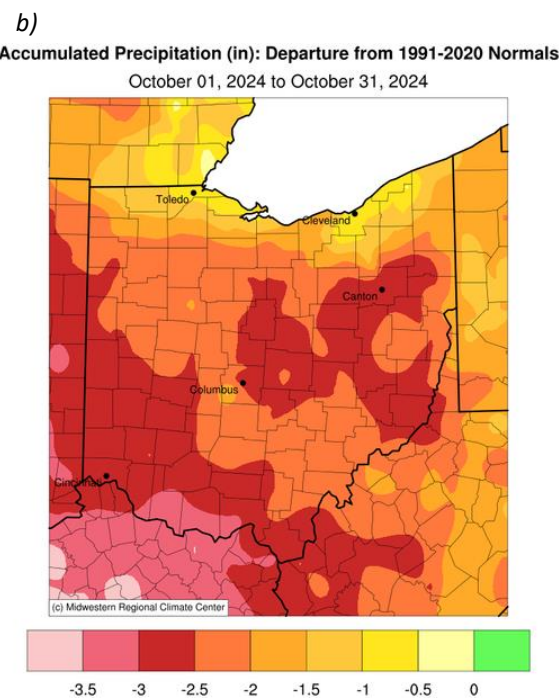 b)
Accumulated Precipitation (in): Departure from 1991-2020 Normals
October 01, 2024 to October 31, 2024
Toledo
Cleveland
Canton
Columbus
Cincinnati
(c) Midwestern Regional Climate Center
-3.5 -3 -2.5 -2 -1.5 -1 -0.5 0